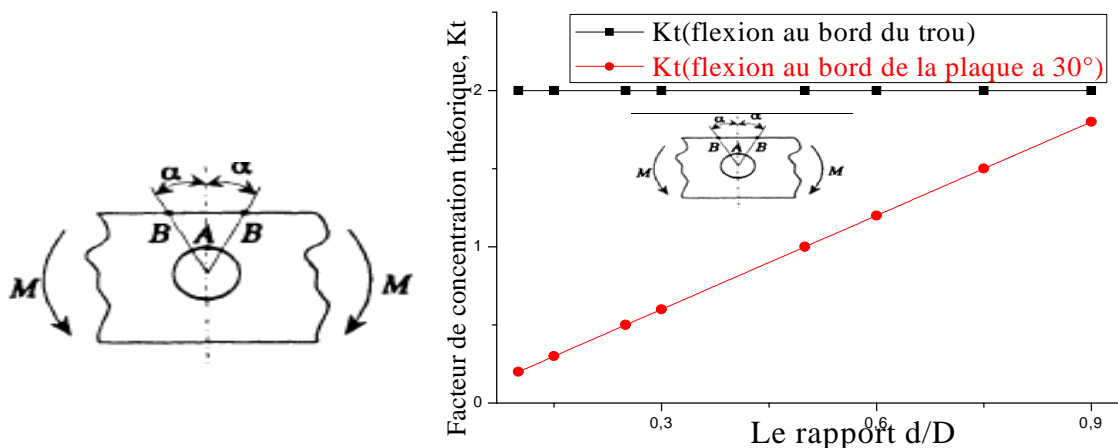 α α
B A B
M M
Facteur de concentration théorique, Kt
Kt(flexion au bord du trou)
Kt(flexion au bord de la plaque a 30°)
2
α α
B A B
M M
1
0
0,3 0,6 0,9
Le rapport d/D